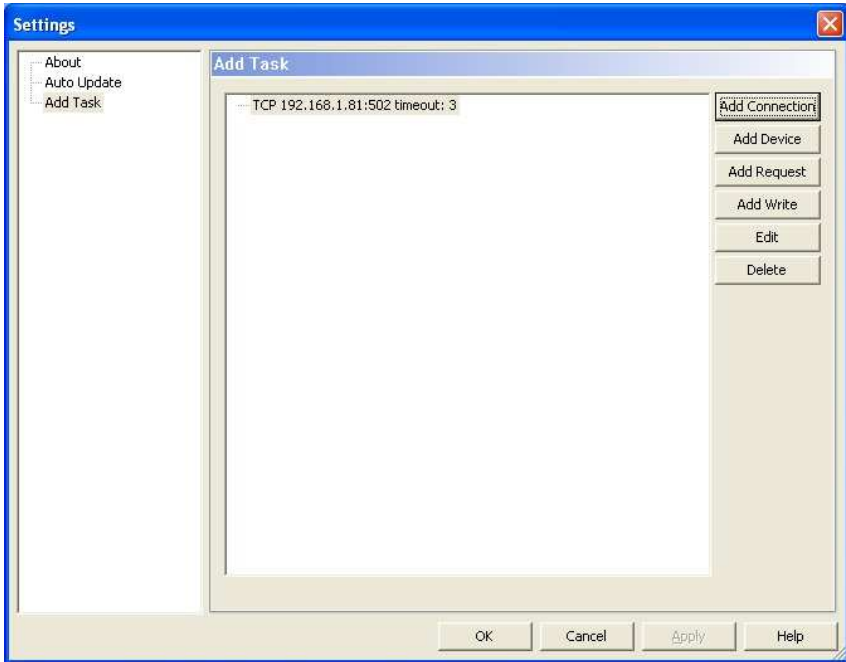 Settings
About
Auto Update
Add Task
Add Task
TCP 192.168.1.81:502 timeout: 3
Add Connection
Add Device
Add Request
Add Write
Edit
Delete
OK
Cancel
Apply
Help